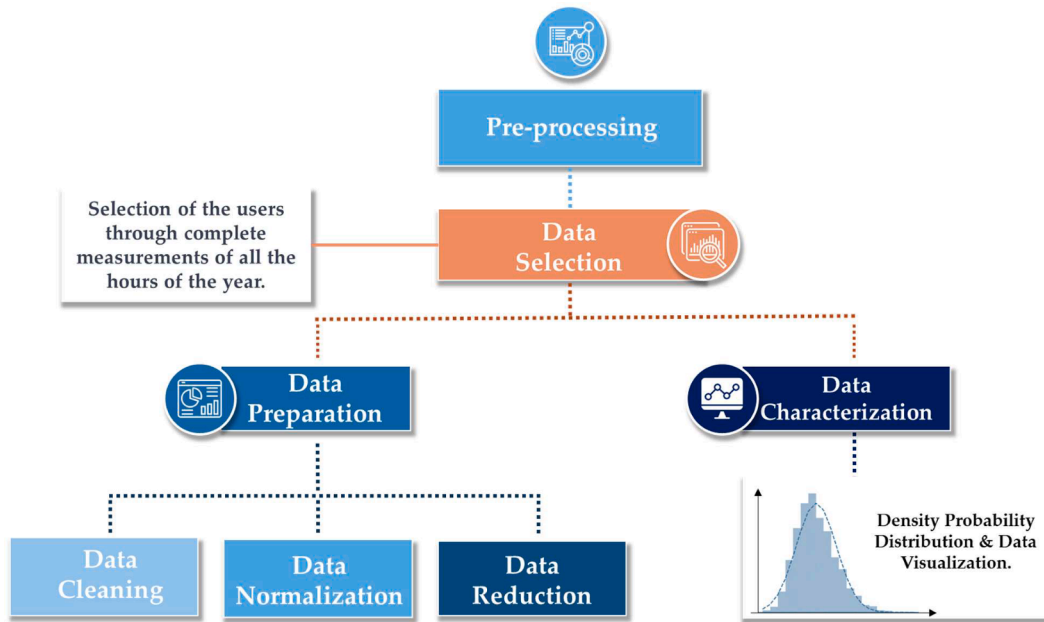 Pre-processing
Selection of the users
through complete
measurements of all the
hours of the year.
Data
Selection
Data
Preparation
Data
Characterization
Data
Cleaning
Data
Normalization
Data
Reduction
Density Probability
Distribution & Data
Visualization.